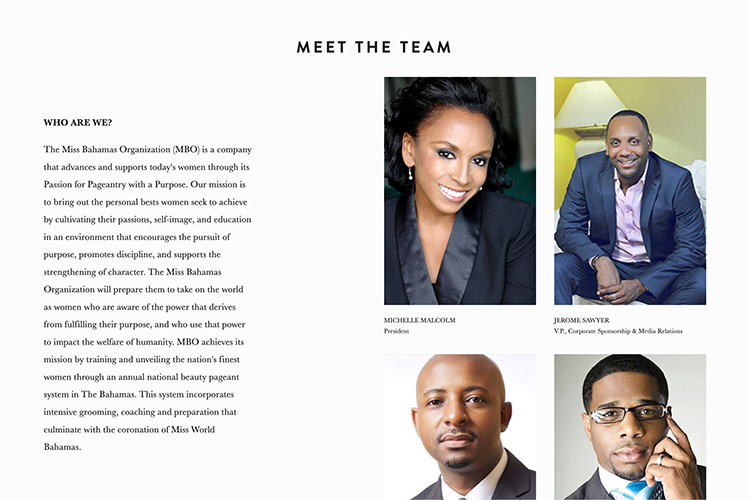 MEET THE TEAM
WHO ARE WE?
The Miss Bahamas Organization (MBO) is a company
that advances and supports today's women through its
Passion for Pageantry with a Purpose. Our mission is
to bring out the personal bests women seek to achieve
by cultivating their passions, self-image, and education
in an environment that encourages the pursuit of
purpose, promotes discipline, and supports the
strengthening of character. The Miss Bahamas
Organization will prepare them to take on the world
as women who are aware of the power that derives
from fulfilling their purpose, and who use that power
to impact the welfare of humanity. MBO achieves its
mission by training and unveiling the nation's finest
women through an annual national beauty pageant
system in The Bahamas. This system incorporates
intensive grooming, coaching and preparation that
culminate with the coronation of Miss World
Bahamas.
MICHELLE MALCOLM
President
JEROME SAWYER
V.P., Corporate Sponsorship & Media Relations